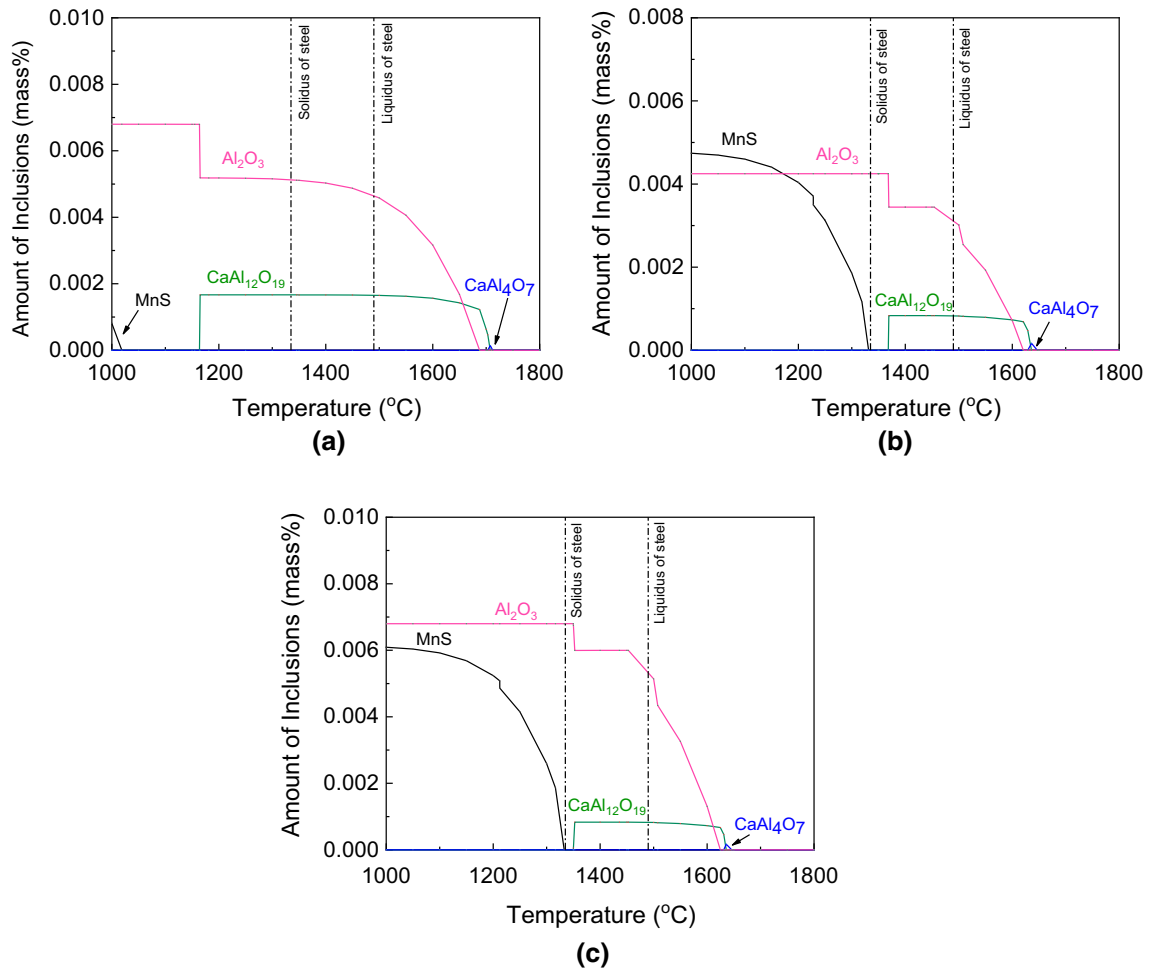 0.010
0.008
0.006
0.004
0.002
0.000
Amount of Inclusions (mass%)
Solidus of steel
Liquidus of steel
Al₂O₃
CaAl₁₂O₁₉
CaAl₄O₇
MnS
1000 1200 1400 1600 1800
Temperature (°C)
(a)
0.008
0.006
0.004
0.002
0.000
Amount of Inclusions (mass%)
Solidus of steel
Liquidus of steel
MnS
Al₂O₃
CaAl₁₂O₁₉
CaAl₄O₇
1000 1200 1400 1600 1800
Temperature (°C)
(b)
0.010
0.008
0.006
0.004
0.002
0.000
Amount of Inclusions (mass%)
Solidus of steel
Liquidus of steel
Al₂O₃
MnS
CaAl₁₂O₁₉
CaAl₄O₇
1000 1200 1400 1600 1800
Temperature (°C)
(c)